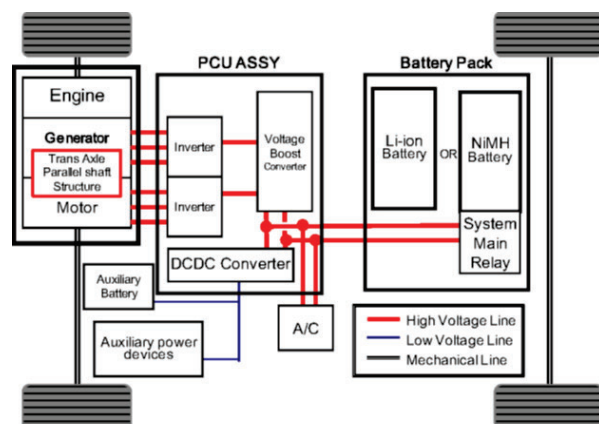 PCU ASSY
Battery Pack
Engine
Generator
Trans Axle
Parallel shaft
Structure
Motor
Inverter
Inverter
Voltage
Boost
Converter
DCDC Converter
Li-ion
Battery
OR
NiMH
Battery
System
Main
Relay
Auxiliary
Battery
Auxiliary power
devices
A/C
High Voltage Line
Low Voltage Line
Mechanical Line